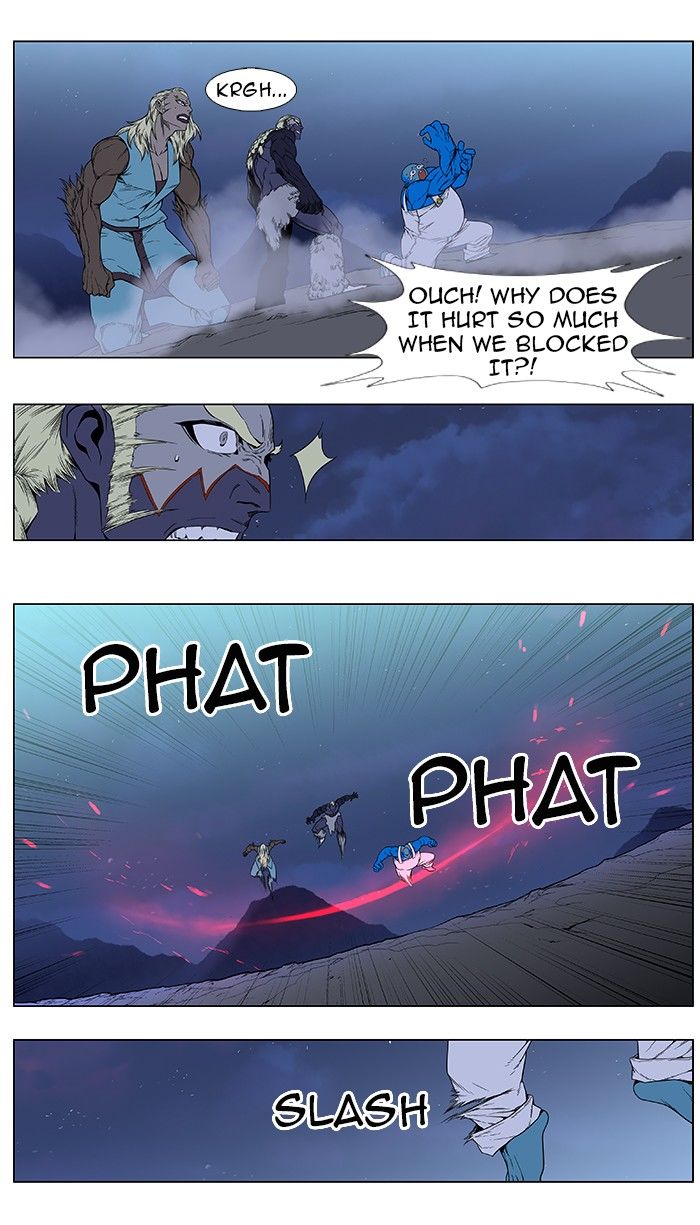 KRGH...
OUCH! WHY DOES
IT HURT SO MUCH
WHEN WE BLOCKED
IT?!
PHAT
PHAT
SLASH